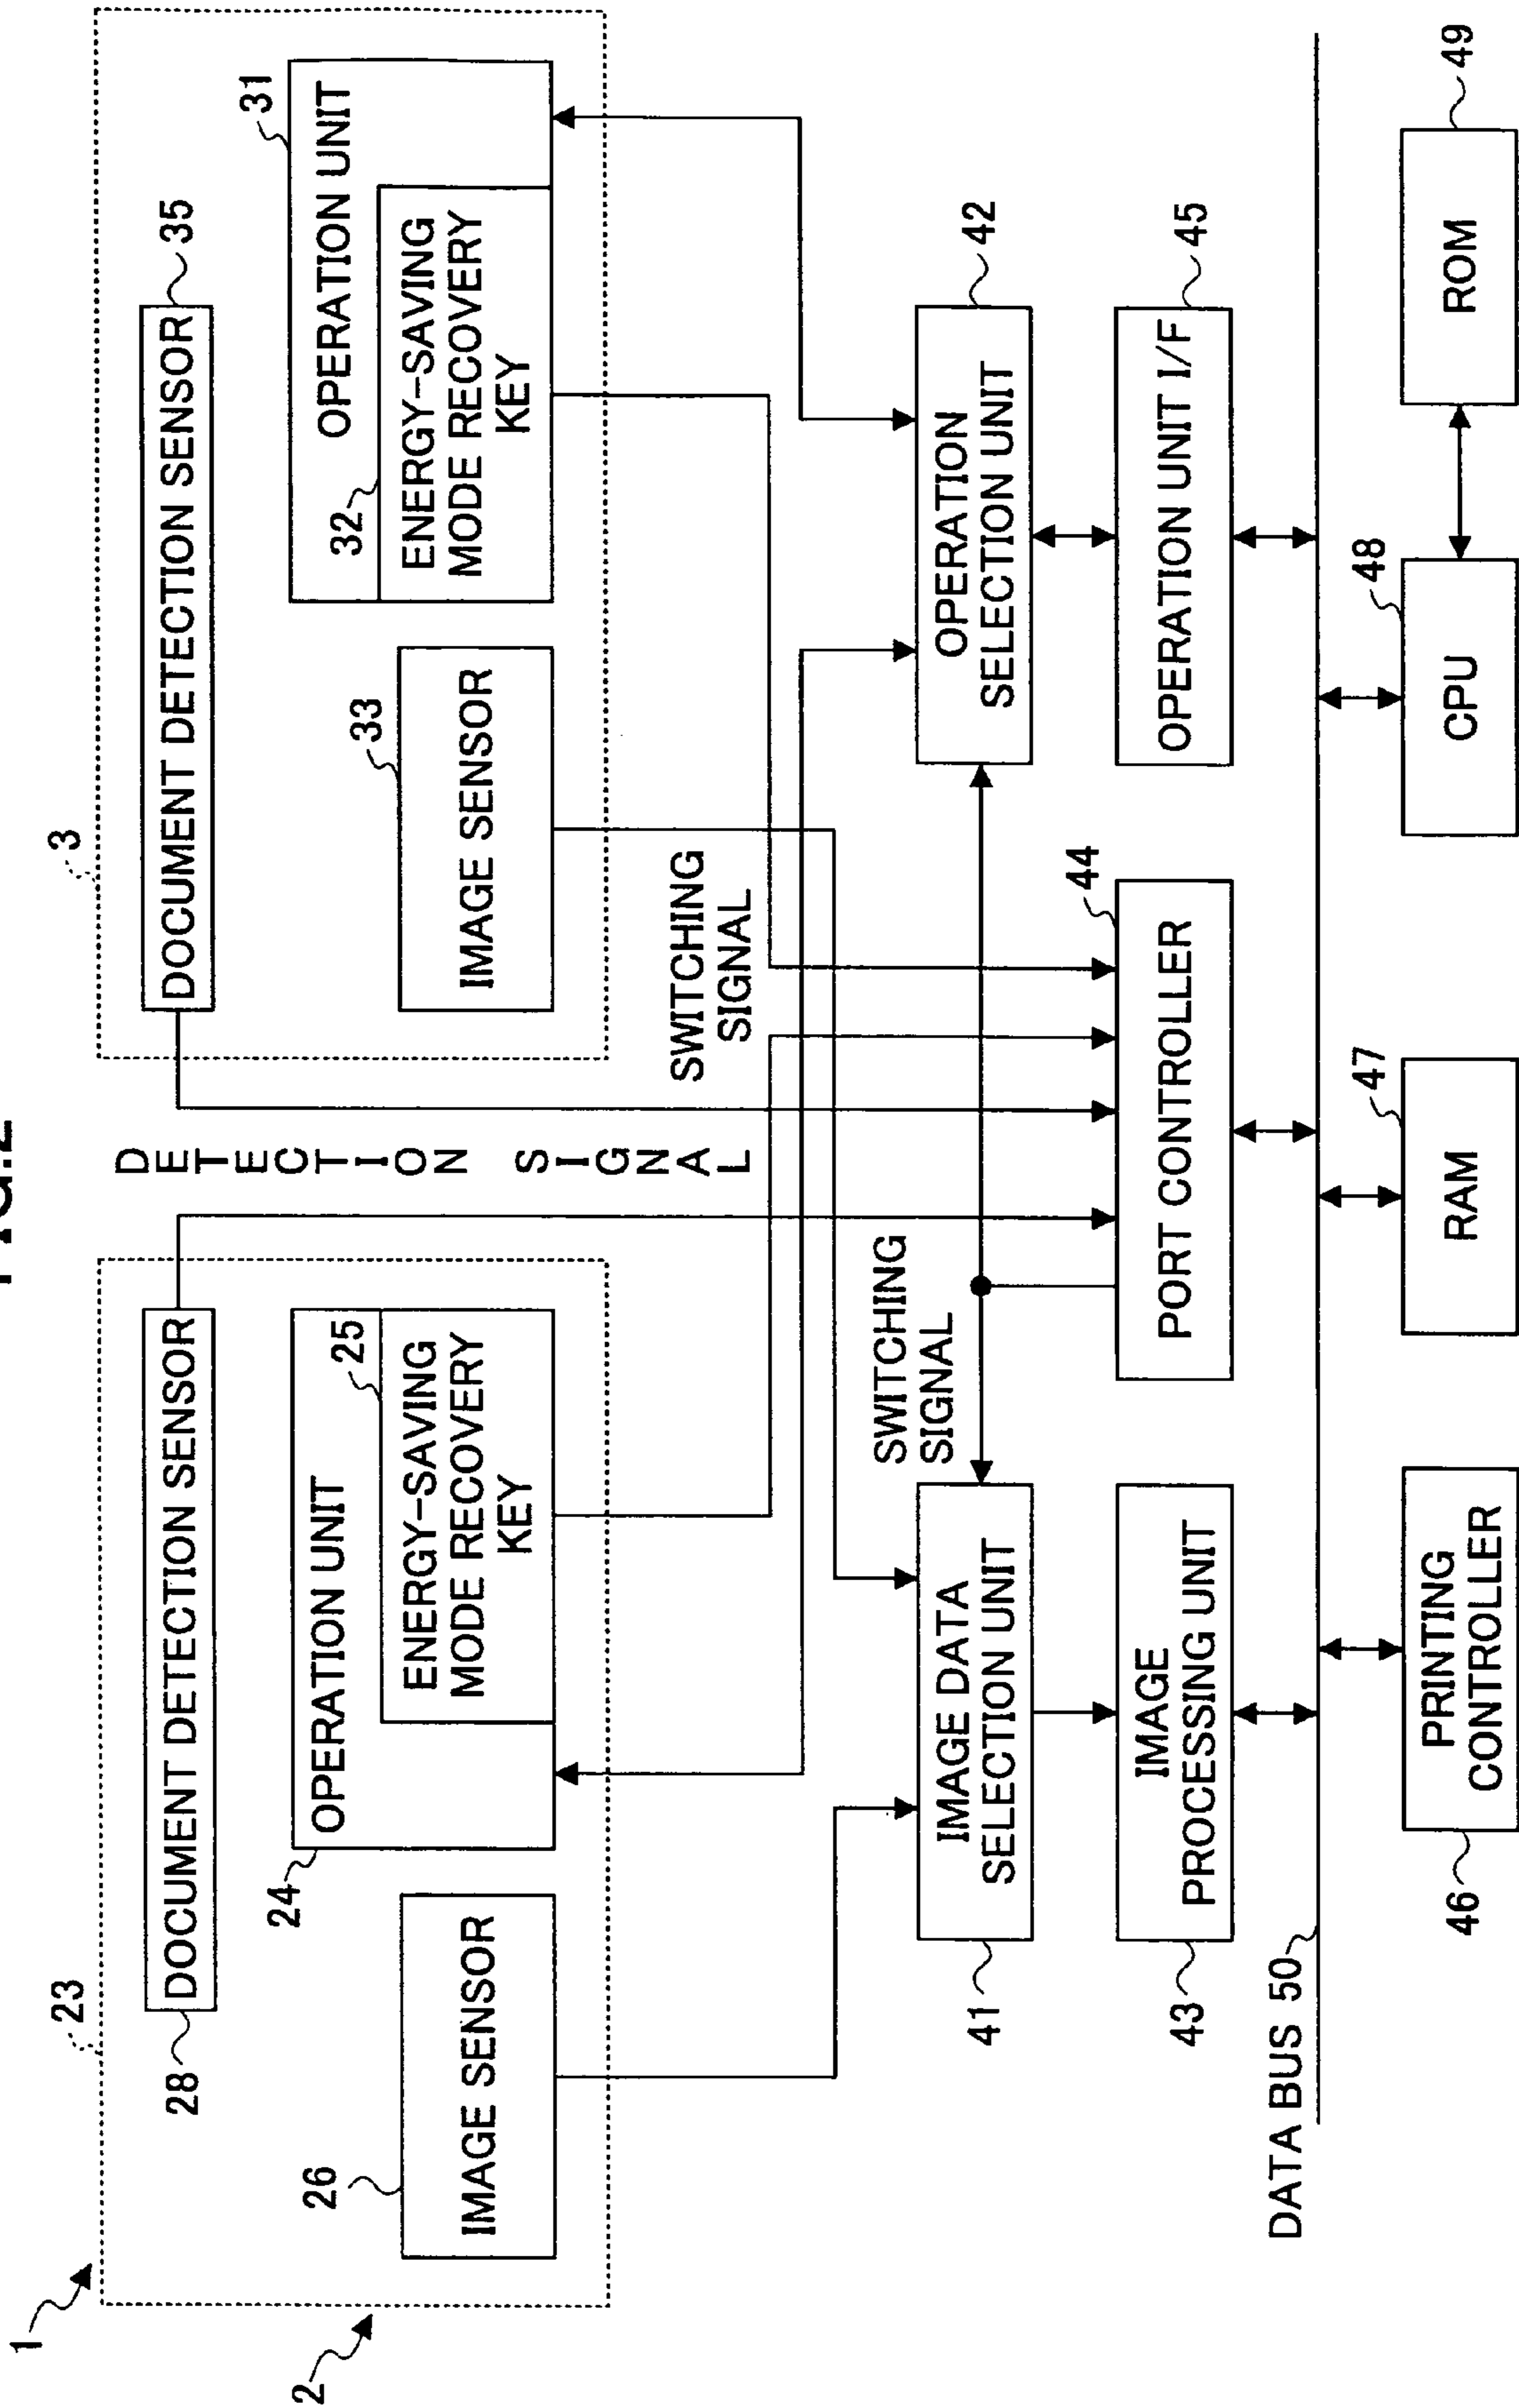 FIG.2
1
2
23
28
DOCUMENT DETECTION SENSOR
24
OPERATION UNIT
25
ENERGY-SAVING
MODE RECOVERY
KEY
26
IMAGE SENSOR
DETECTION SIGNAL
3
35
DOCUMENT DETECTION SENSOR
31
OPERATION UNIT
32
ENERGY-SAVING
MODE RECOVERY
KEY
33
IMAGE SENSOR
SWITCHING
SIGNAL
SWITCHING
SIGNAL
41
IMAGE DATA
SELECTION UNIT
42
OPERATION
SELECTION UNIT
43
IMAGE
PROCESSING UNIT
44
PORT CONTROLLER
45
OPERATION UNIT I/F
DATA BUS 50
46
PRINTING
CONTROLLER
47
RAM
48
CPU
49
ROM